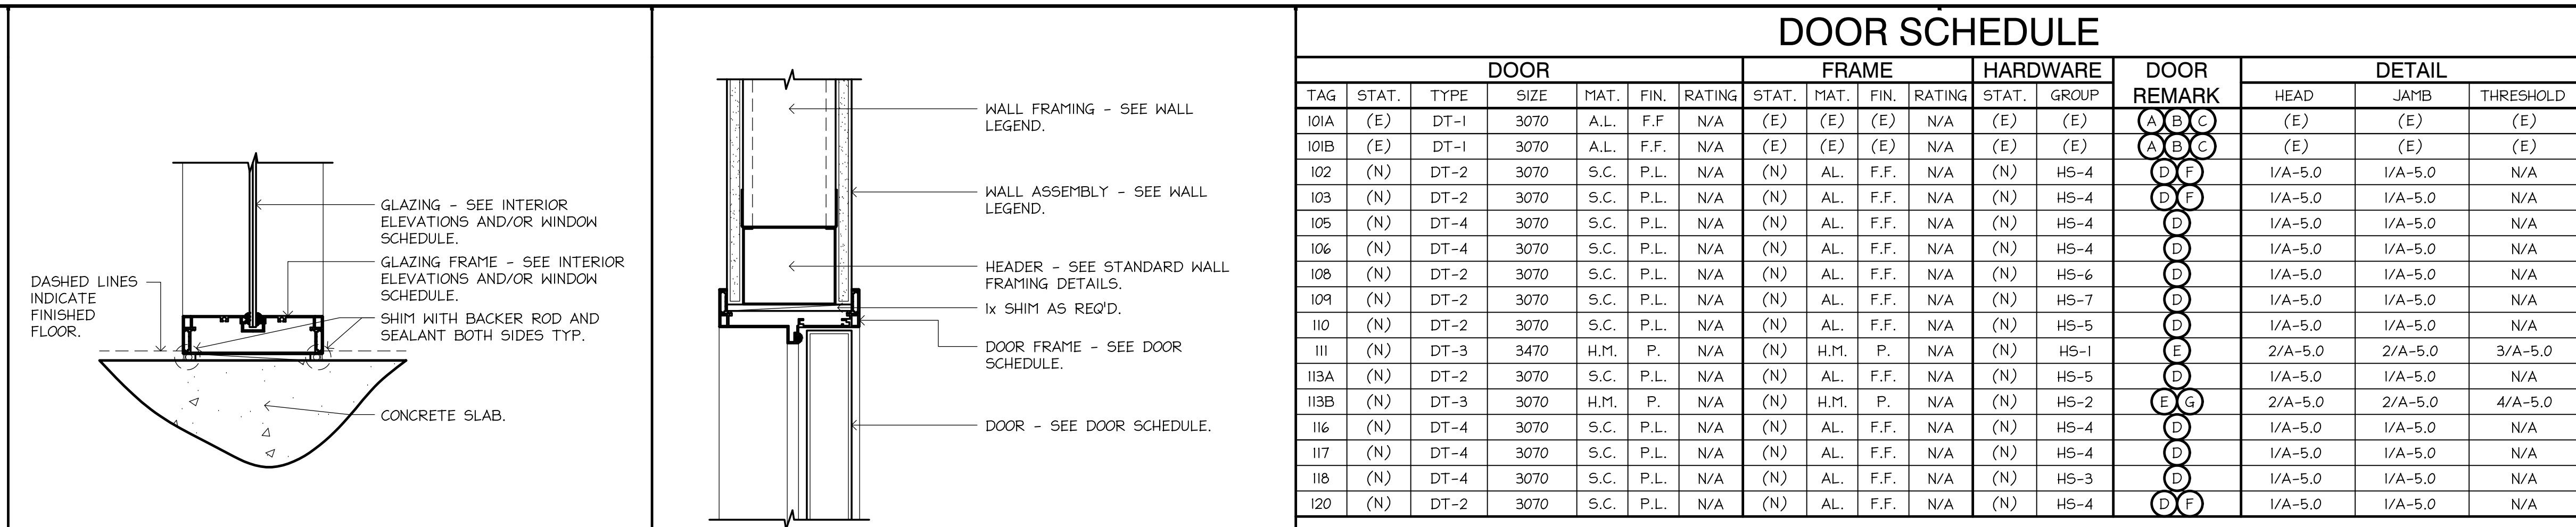 GLAZING - SEE INTERIOR
ELEVATIONS AND/OR WINDOW
SCHEDULE.
GLAZING FRAME - SEE INTERIOR
ELEVATIONS AND/OR WINDOW
SCHEDULE.
DASHED LINES
INDICATE
FINISHED
FLOOR.
SHIM WITH BACKER ROD AND
SEALANT BOTH SIDES TYP.
CONCRETE SLAB.
WALL FRAMING - SEE WALL
LEGEND.
WALL ASSEMBLY - SEE WALL
LEGEND.
HEADER - SEE STANDARD WALL
FRAMING DETAILS.
1x SHIM AS REQ'D.
DOOR FRAME - SEE DOOR
SCHEDULE.
DOOR - SEE DOOR SCHEDULE.
DOOR SCHEDULE
DOOR FRAME HARDWARE DOOR REMARK DETAIL
TAG STAT. TYPE SIZE MAT. FIN. RATING STAT. MAT. FIN. RATING STAT. GROUP HEAD JAMB THRESHOLD
101A (E) DT-1 3070 A.L. F.F N/A (E) (E) (E) N/A (E) (E) A B C (E) (E) (E)
101B (E) DT-1 3070 A.L. F.F. N/A (E) (E) (E) N/A (E) (E) A B C (E) (E) (E)
102 (N) DT-2 3070 S.C. P.L. N/A (N) AL. F.F. N/A (N) HS-4 D F 1/A-5.0 1/A-5.0 N/A
103 (N) DT-2 3070 S.C. P.L. N/A (N) AL. F.F. N/A (N) HS-4 D F 1/A-5.0 1/A-5.0 N/A
105 (N) DT-4 3070 S.C. P.L. N/A (N) AL. F.F. N/A (N) HS-4 D 1/A-5.0 1/A-5.0 N/A
106 (N) DT-4 3070 S.C. P.L. N/A (N) AL. F.F. N/A (N) HS-4 D 1/A-5.0 1/A-5.0 N/A
108 (N) DT-2 3070 S.C. P.L. N/A (N) AL. F.F. N/A (N) HS-6 D 1/A-5.0 1/A-5.0 N/A
109 (N) DT-2 3070 S.C. P.L. N/A (N) AL. F.F. N/A (N) HS-7 D 1/A-5.0 1/A-5.0 N/A
110 (N) DT-2 3070 S.C. P.L. N/A (N) AL. F.F. N/A (N) HS-5 D 1/A-5.0 1/A-5.0 N/A
111 (N) DT-3 3470 H.M. P. N/A (N) H.M. P. N/A (N) HS-1 E 2/A-5.0 2/A-5.0 3/A-5.0
113A (N) DT-2 3070 S.C. P.L. N/A (N) AL. F.F. N/A (N) HS-5 D 1/A-5.0 1/A-5.0 N/A
113B (N) DT-3 3070 H.M. P. N/A (N) H.M. P. N/A (N) HS-2 E G 2/A-5.0 2/A-5.0 4/A-5.0
116 (N) DT-4 3070 S.C. P.L. N/A (N) AL. F.F. N/A (N) HS-4 D 1/A-5.0 1/A-5.0 N/A
117 (N) DT-4 3070 S.C. P.L. N/A (N) AL. F.F. N/A (N) HS-4 D 1/A-5.0 1/A-5.0 N/A
118 (N) DT-4 3070 S.C. P.L. N/A (N) AL. F.F. N/A (N) HS-3 D 1/A-5.0 1/A-5.0 N/A
120 (N) DT-2 3070 S.C. P.L. N/A (N) AL. F.F. N/A (N) HS-4 D F 1/A-5.0 1/A-5.0 N/A